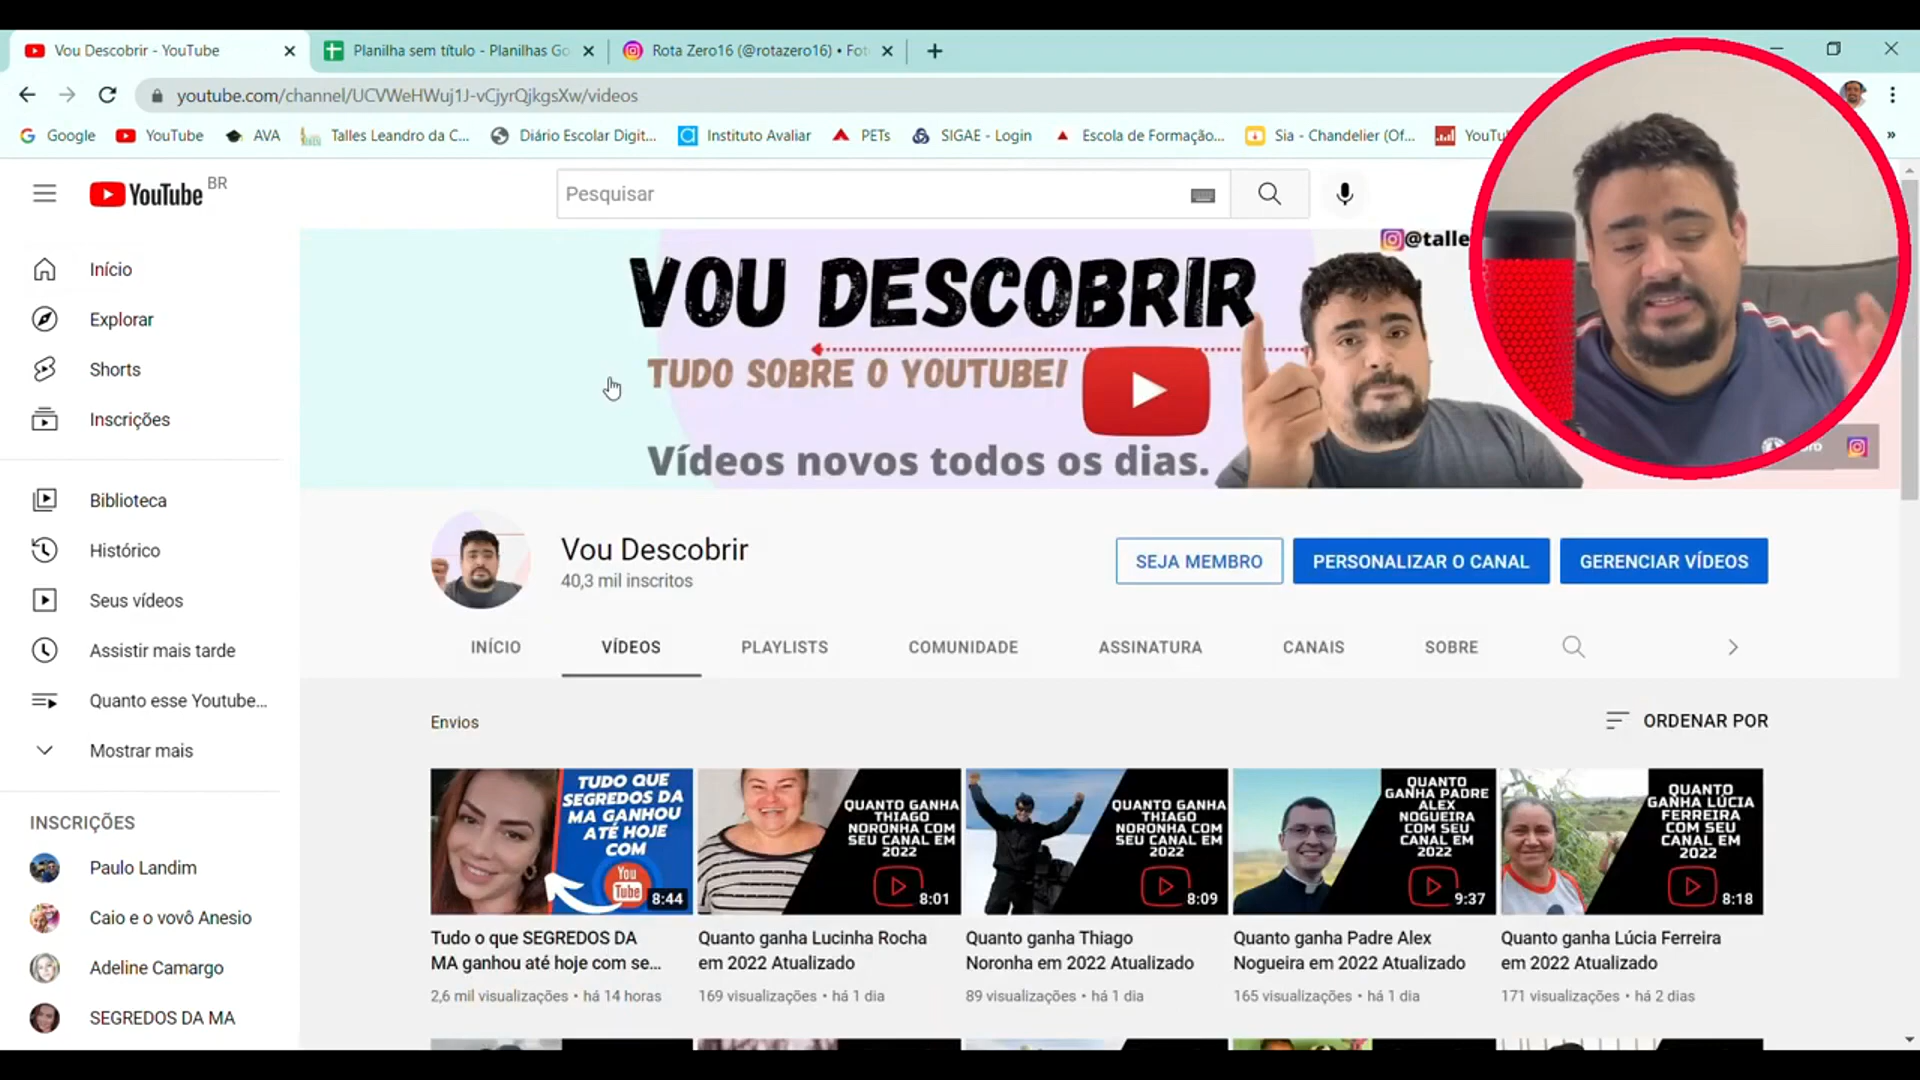 Vou Descobrir - YouTube
Planilha sem título - Planilhas Go
Rota Zero16 (@rotazero16) • Fot
youtube.com/channel/UCVWeHWuj1J-vCjyrQjkgsXw/videos
Google
YouTube
AVA
Talles Leandro da C...
Diário Escolar Digit...
Instituto Avaliar
PETs
SIGAE - Login
Escola de Formação...
Sia - Chandelier (Of...
YouTu
»
YouTube BR
Pesquisar
@talle
VOU DESCOBRIR
TUDO SOBRE O YOUTUBE!
Vídeos novos todos os dias.
Início
Explorar
Shorts
Inscrições
Biblioteca
Histórico
Seus vídeos
Assistir mais tarde
Quanto esse Youtube...
Mostrar mais
INSCRIÇÕES
Paulo Landim
Caio e o vovô Anesio
Adeline Camargo
SEGREDOS DA MA
Vou Descobrir
40,3 mil inscritos
SEJA MEMBRO
PERSONALIZAR O CANAL
GERENCIAR VÍDEOS
INÍCIO
VÍDEOS
PLAYLISTS
COMUNIDADE
ASSINATURA
CANAIS
SOBRE
Envios
ORDENAR POR
TUDO QUE
SEGREDOS DA
MA GANHOU
ATÉ HOJE
COM
You
Tube
8:44
Tudo o que SEGREDOS DA
MA ganhou até hoje com se...
2,6 mil visualizações • há 14 horas
QUANTO GANHA
THIAGO
NORONHA COM
SEU CANAL EM
2022
8:01
Quanto ganha Lucinha Rocha
em 2022 Atualizado
169 visualizações • há 1 dia
QUANTO GANHA
THIAGO
NORONHA COM
SEU CANAL EM
2022
8:09
Quanto ganha Thiago
Noronha em 2022 Atualizado
89 visualizações • há 1 dia
QUANTO
GANHA PADRE
ALEX
NOGUEIRA
COM SEU
CANAL EM
2022
9:37
Quanto ganha Padre Alex
Nogueira em 2022 Atualizado
165 visualizações • há 1 dia
QUANTO
GANHA LÚCIA
FERREIRA
COM SEU
CANAL EM
2022
8:18
Quanto ganha Lúcia Ferreira
em 2022 Atualizado
171 visualizações • há 2 dias